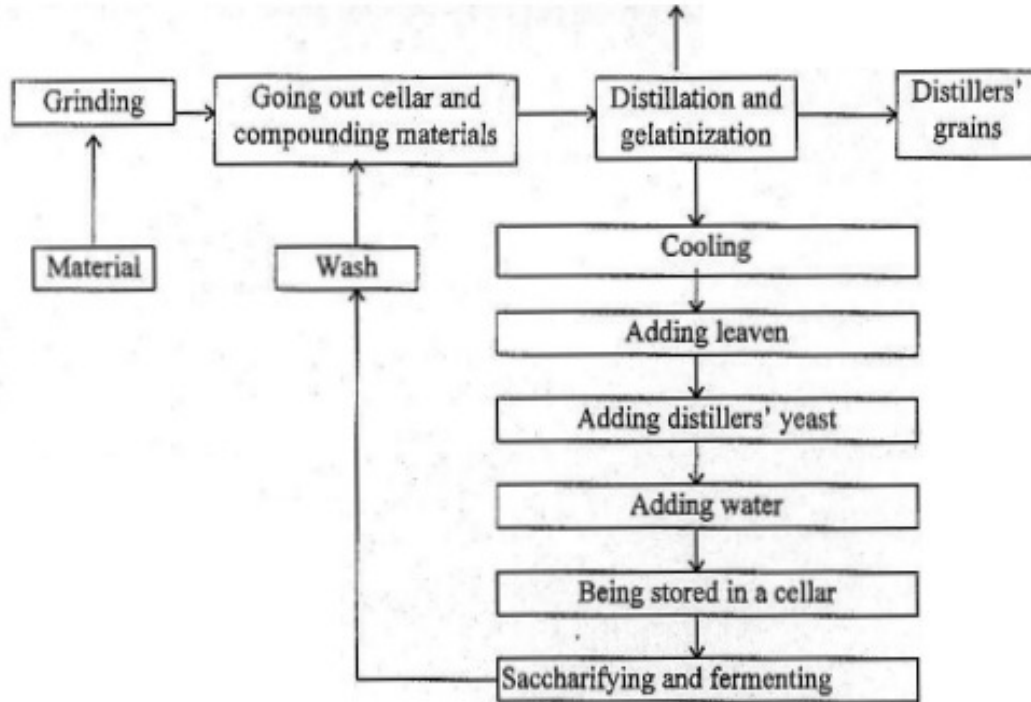 Grinding
Going out cellar and
compounding materials
Distillation and
gelatinization
Distillers'
grains
Material
Wash
Cooling
Adding leaven
Adding distillers' yeast
Adding water
Being stored in a cellar
Saccharifying and fermenting